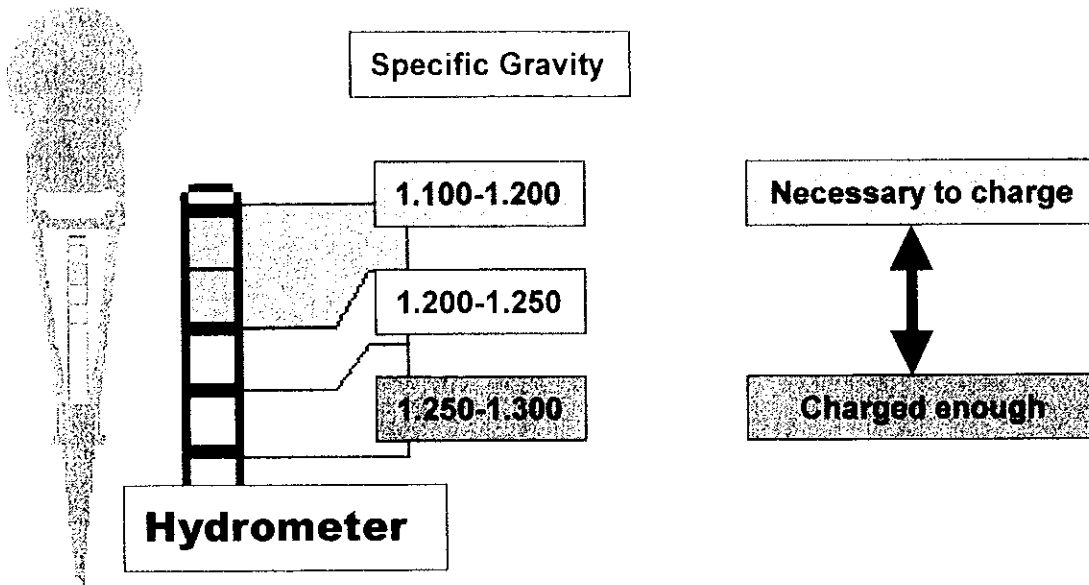 Specific Gravity
1.100-1.200
Necessary to charge
1.200-1.250
1.250-1.300
Charged enough
Hydrometer